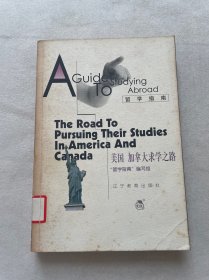 A Guide To Studying Abroad
留学指南
The Road To
Pursuing Their Studies
In America And
Canada
美国 加拿大求学之路
“留学指南”编写组
辽宁教育出版社